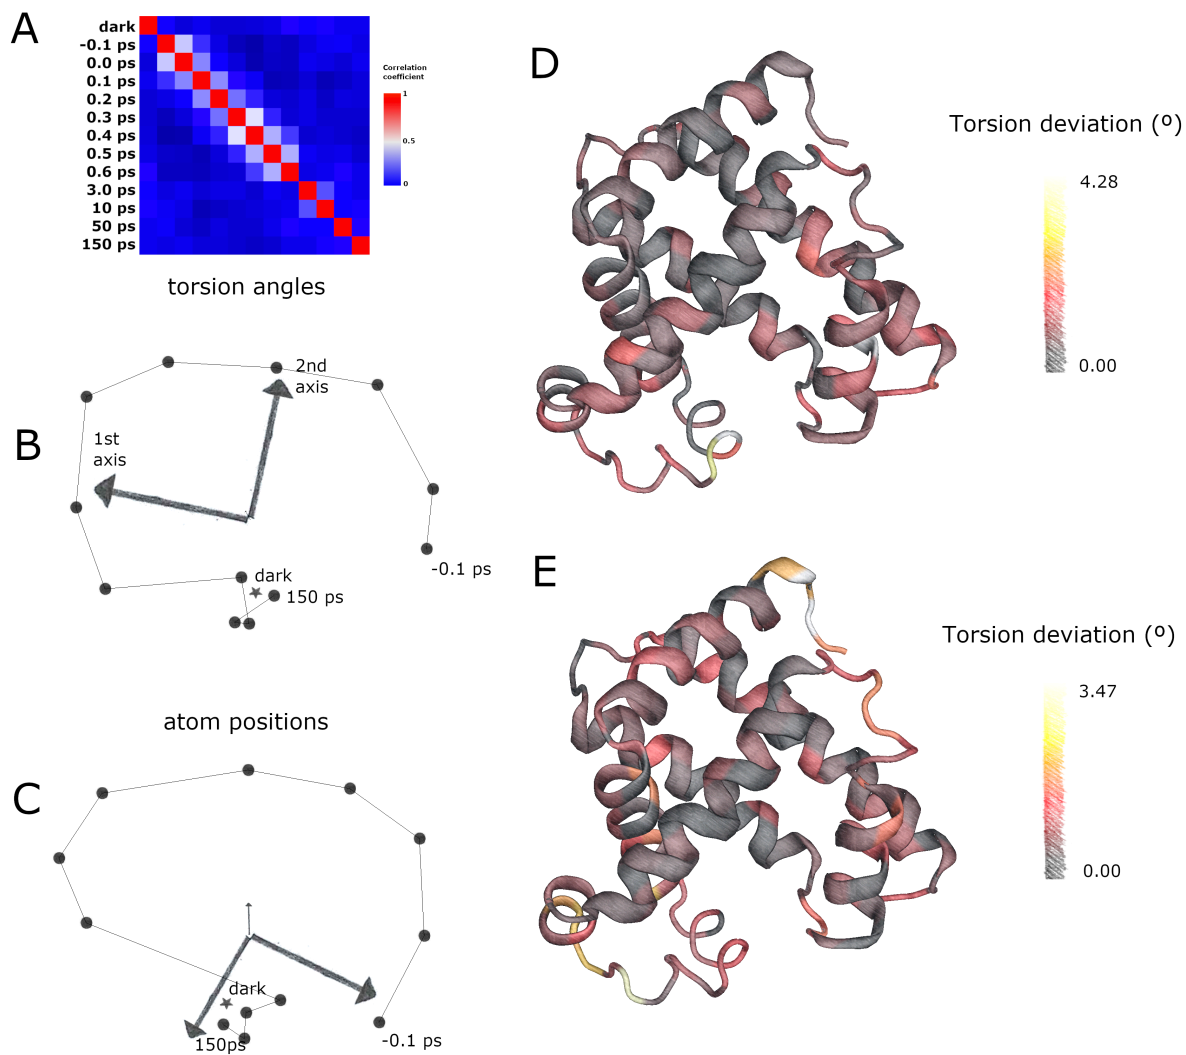 A
dark
-0.1 ps
0.0 ps
0.1 ps
0.2 ps
0.3 ps
0.4 ps
0.5 ps
0.6 ps
3.0 ps
10 ps
50 ps
150 ps
Correlation
coefficient
1
0.5
0
torsion angles
B
1st
axis
2nd
axis
-0.1 ps
dark
150 ps
atom positions
C
dark
150ps
-0.1 ps
D
Torsion deviation (º)
4.28
0.00
E
Torsion deviation (º)
3.47
0.00